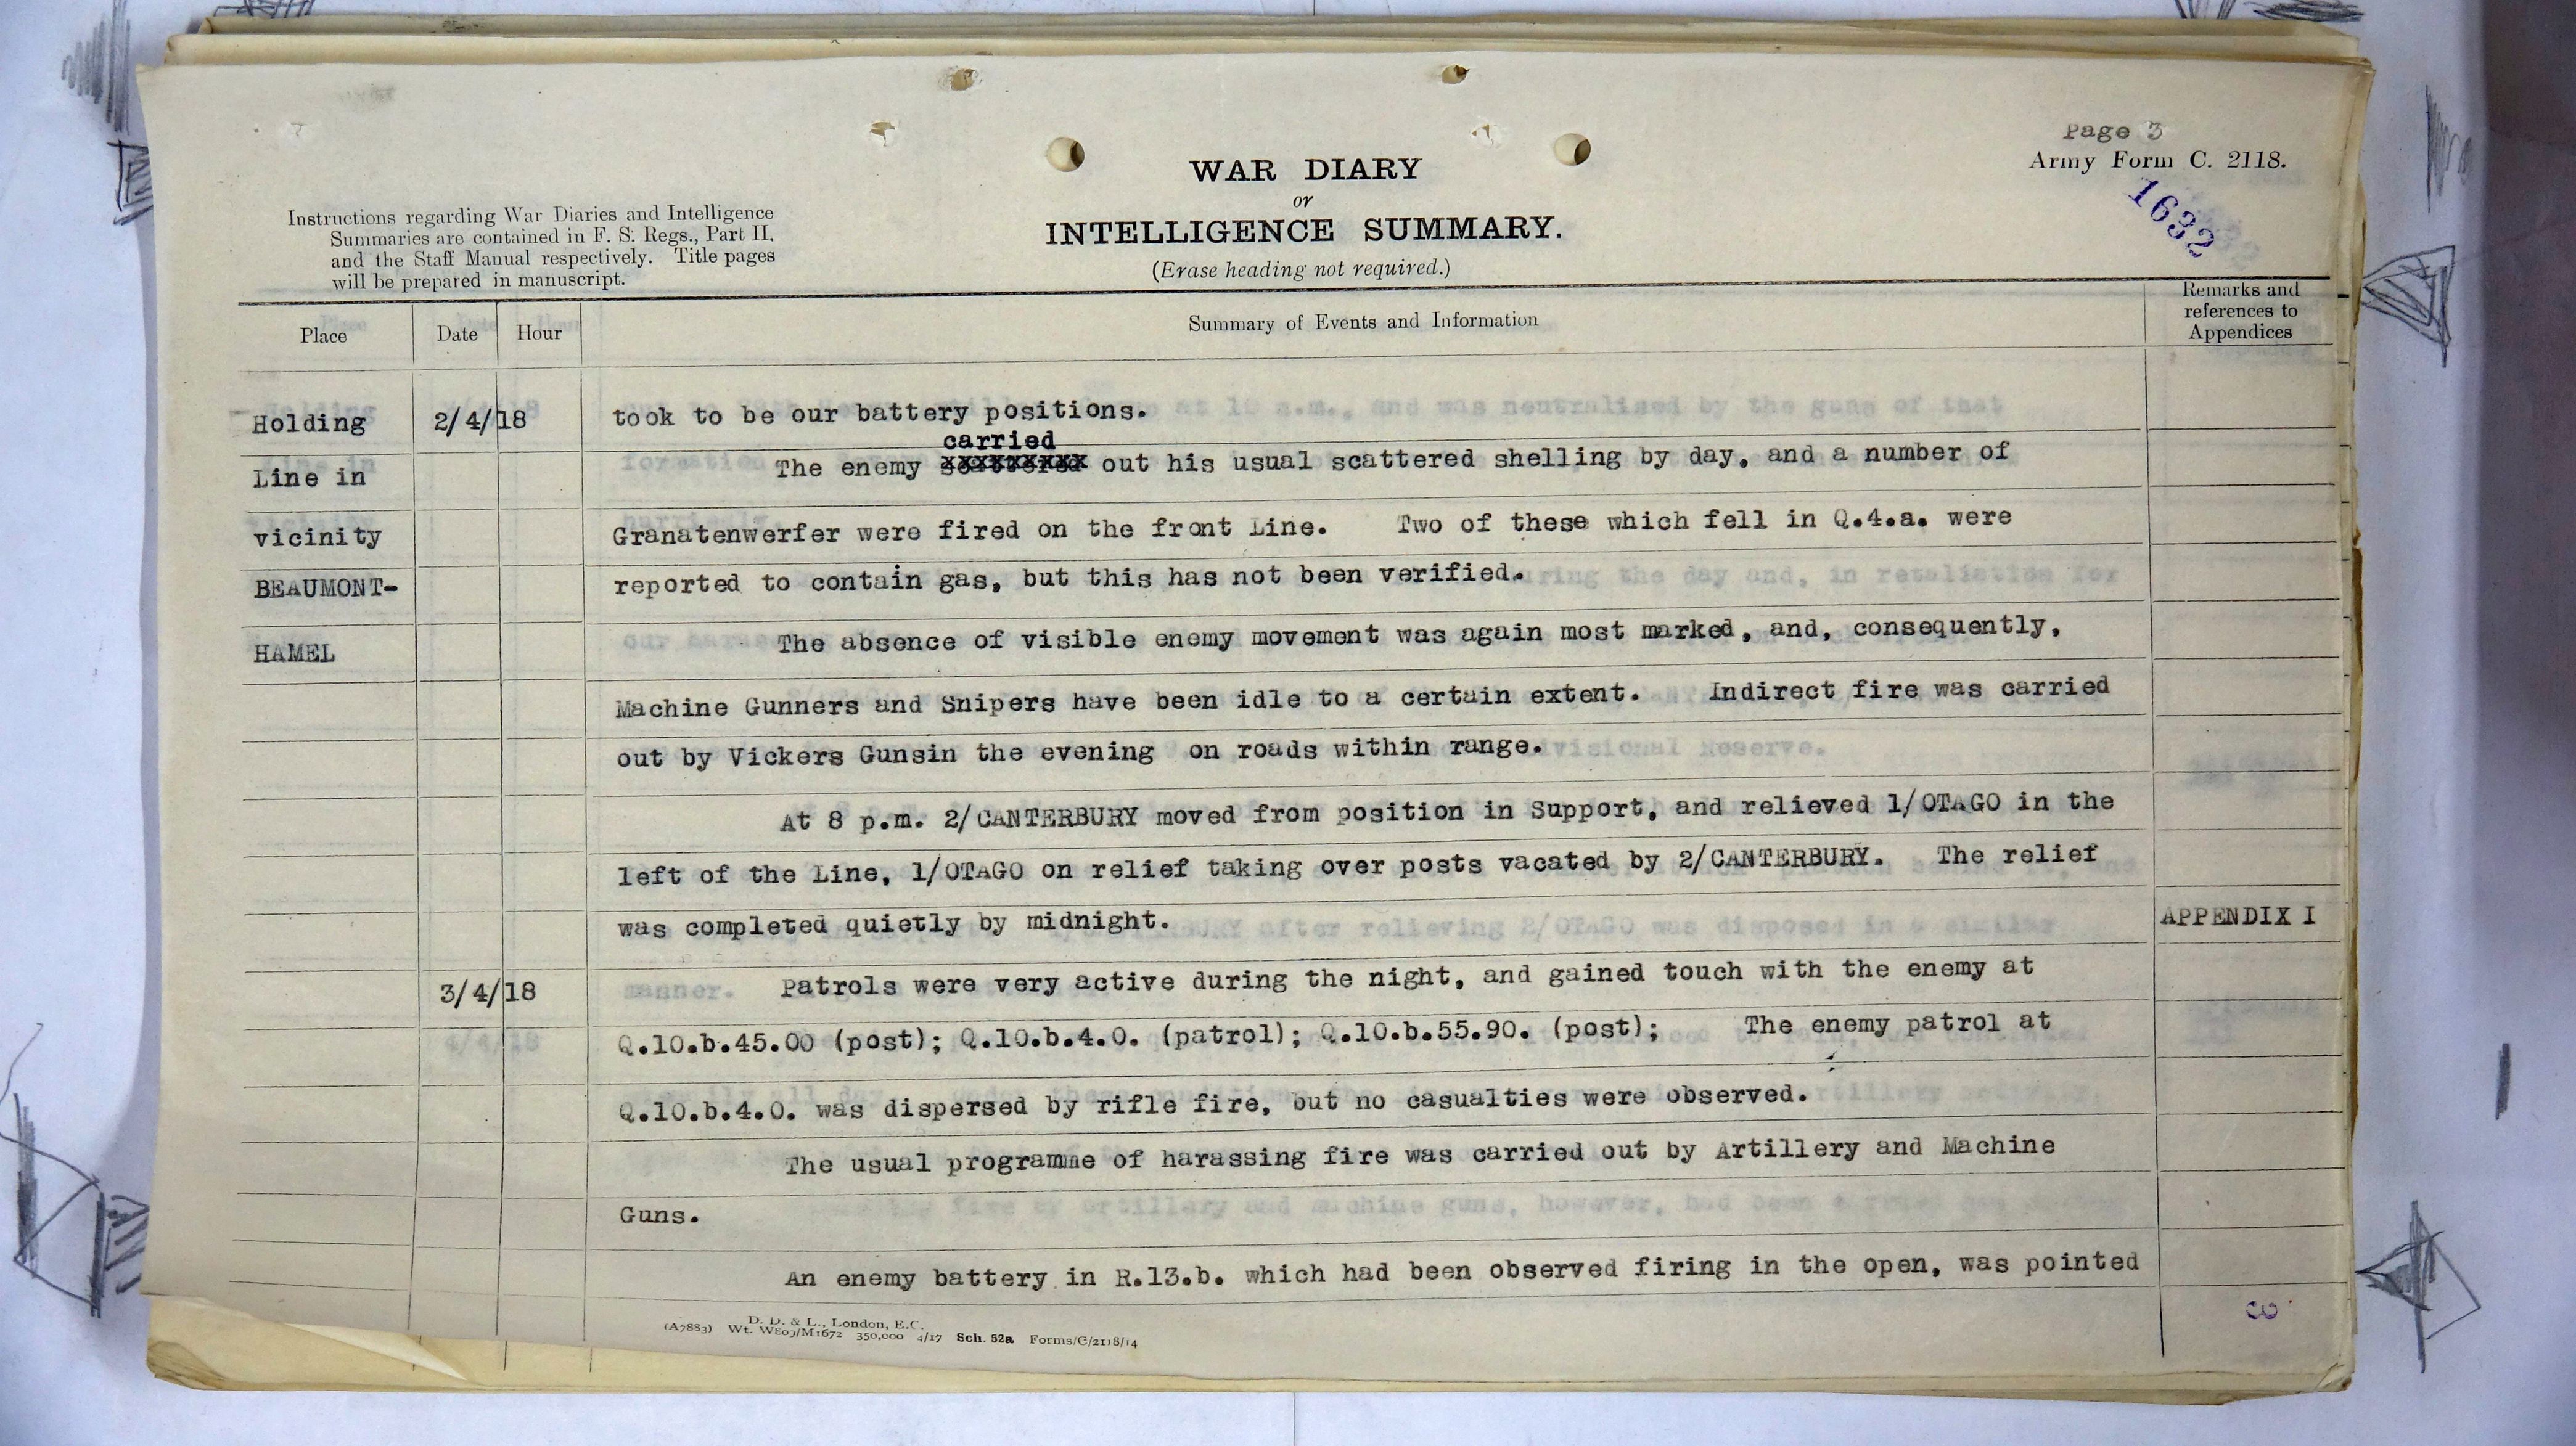 Page 3
Army Form C. 2118.
1632
WAR DIARY
or
INTELLIGENCE SUMMARY.
(Erase heading not required.)
Instructions regarding War Diaries and Intelligence
Summaries are contained in F. S. Regs., Part II.
and the Staff Manual respectively. Title pages
will be prepared in manuscript.
Place Date Hour Summary of Events and Information Remarks and references to Appendices
Holding 2/4/18 took to be our battery positions.
carried
Line in The enemy scattered out his usual scattered shelling by day, and a number of
vicinity Granatenwerfer were fired on the front Line. Two of these which fell in Q.4.a. were
BEAUMONT- reported to contain gas, but this has not been verified.
HAMEL The absence of visible enemy movement was again most marked, and, consequently,
Machine Gunners and Snipers have been idle to a certain extent. Indirect fire was carried
out by Vickers Gunsin the evening on roads within range.
At 8 p.m. 2/CANTERBURY moved from position in Support, and relieved 1/OTAGO in the
left of the Line, 1/OTAGO on relief taking over posts vacated by 2/CANTERBURY. The relief
was completed quietly by midnight. APPENDIX I
3/4/18 Patrols were very active during the night, and gained touch with the enemy at
Q.10.b.45.00 (post); Q.10.b.4.0. (patrol); Q.10.b.55.90. (post); The enemy patrol at
Q.10.b.4.0. was dispersed by rifle fire, but no casualties were observed.
The usual programme of harassing fire was carried out by Artillery and Machine
Guns.
An enemy battery in R.13.b. which had been observed firing in the open, was pointed
3
D. D. & L., London, E.C.
(A7883) Wt. W809/M1672 350,000 4/17 Sch. 52a Forms/C/2118/14